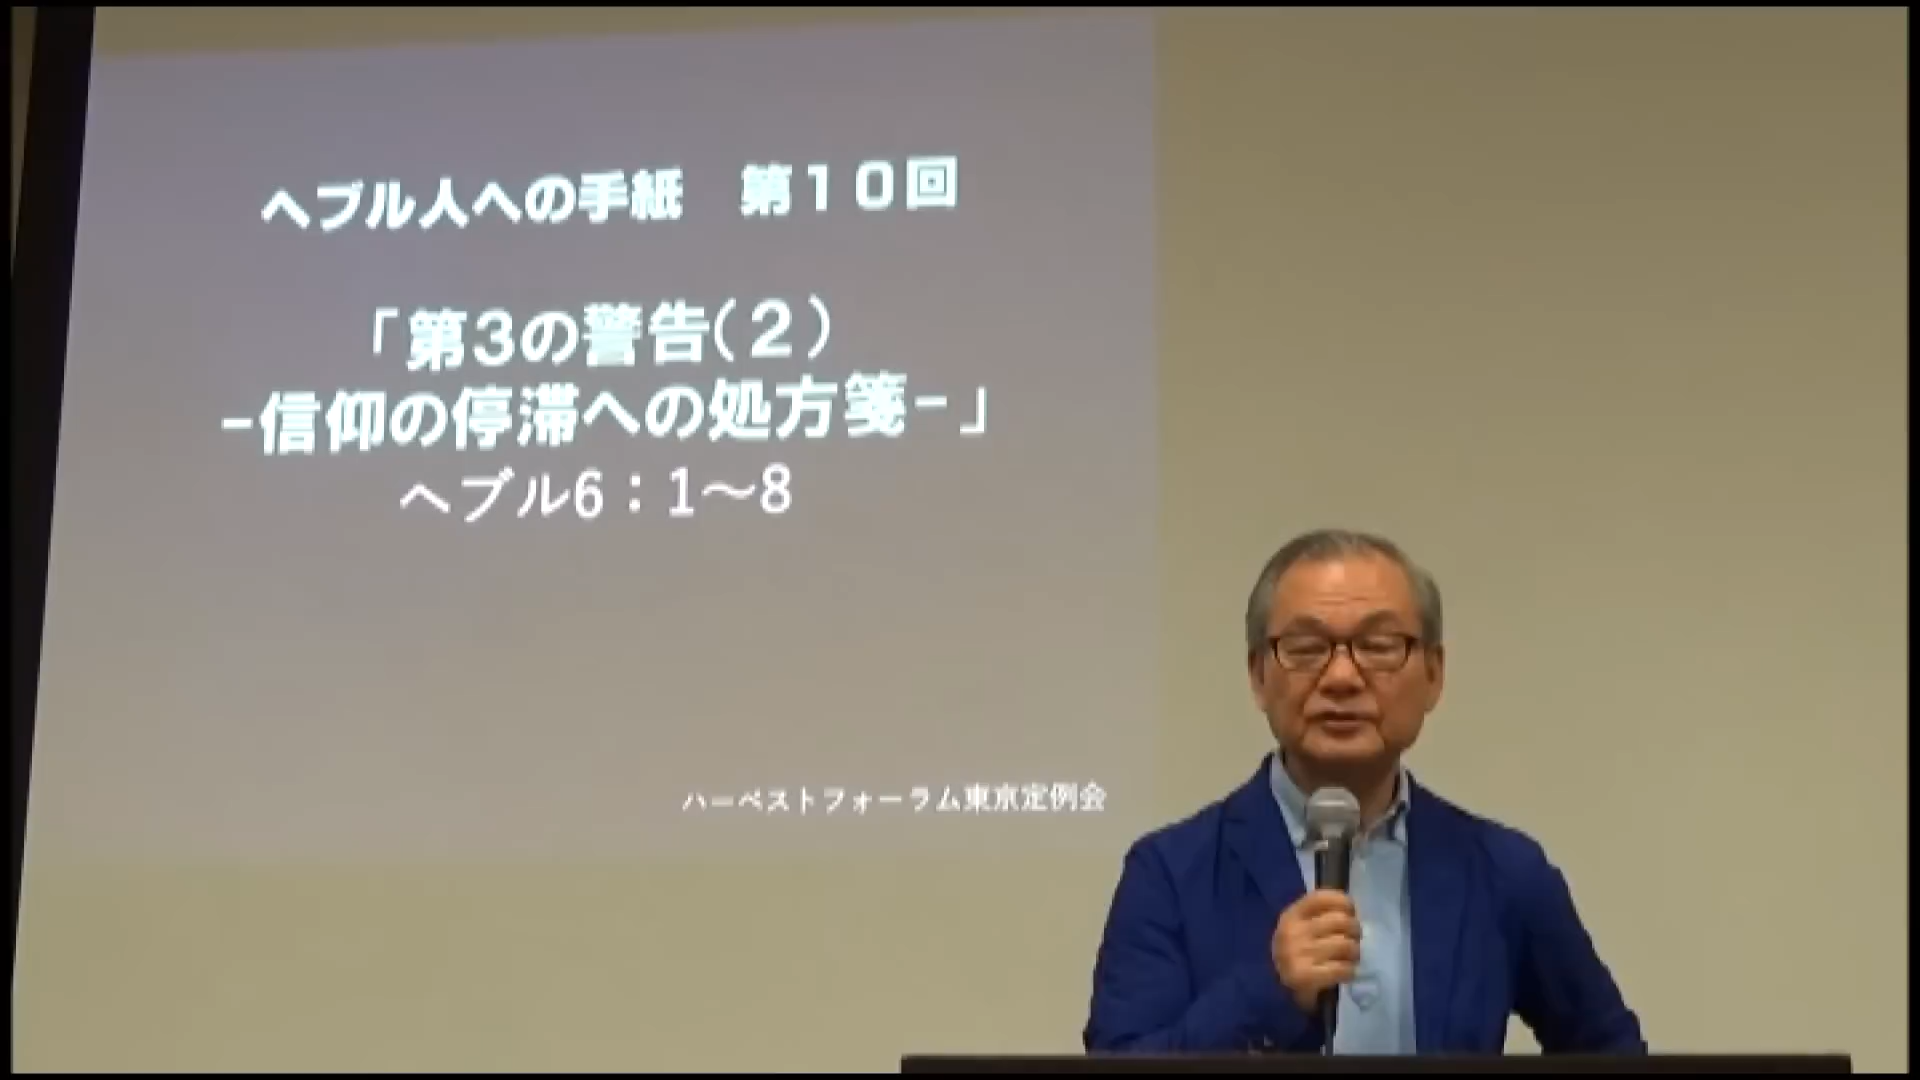 ヘブル人への手紙　第１０回
「第3の警告（２）
−信仰の停滞への処方箋−」
ヘブル6：1〜8
ハーベストフォーラム東京定例会